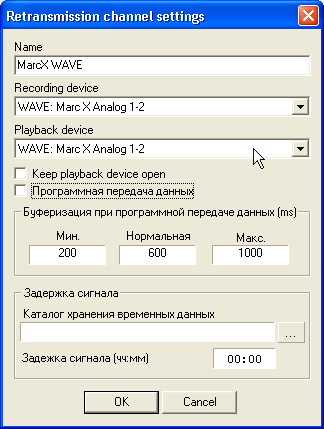 Retransmission channel settings
Name
MarcX WAVE
Recording device
WAVE: Marc X Analog 1-2
Playback device
WAVE: Marc X Analog 1-2
Keep playback device open
Программная передача данных
Буферизация при программной передаче данных (ms)
Мин. Нормальная Макс.
200 600 1000
Задержка сигнала
Каталог хранения временных данных
...
Задежка сигнала (чч:мм) 00:00
OK Cancel